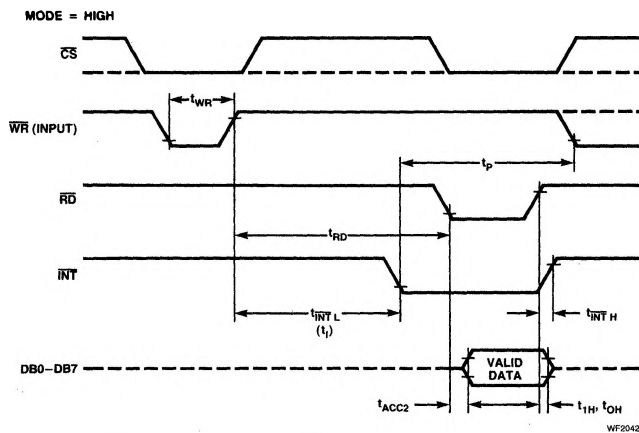 MODE = HIGH
CS
tWR
WR (INPUT)
tP
RD
tRD
INT
tINT L
(tI)
tINT H
DB0–DB7
VALID
DATA
tACC2
t1H, tOH
WF20421